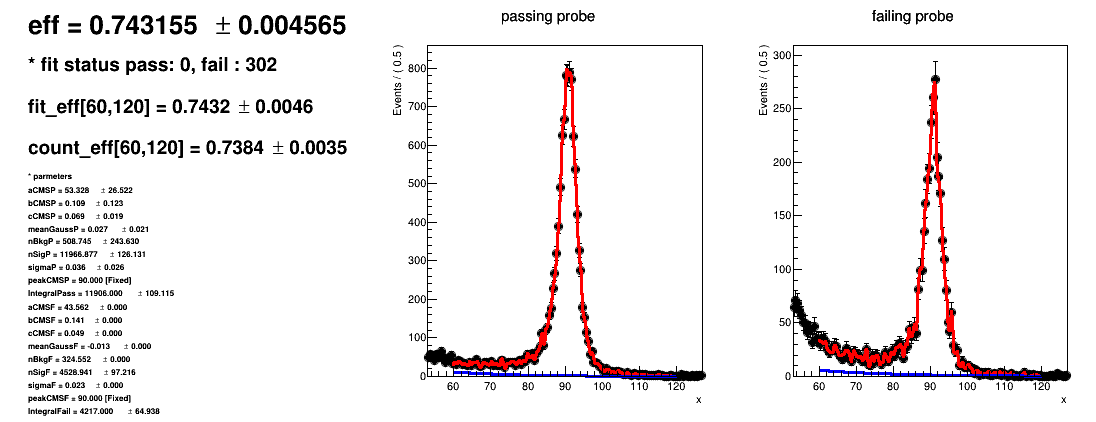 eff = 0.743155 ± 0.004565
* fit status pass: 0, fail : 302
fit_eff[60,120] = 0.7432 ± 0.0046
count_eff[60,120] = 0.7384 ± 0.0035
* parmeters
aCMSP = 53.328 ± 26.522
bCMSP = 0.109 ± 0.123
cCMSP = 0.069 ± 0.019
meanGaussP = 0.027 ± 0.021
nBkgP = 508.745 ± 243.630
nSigP = 11966.877 ± 126.131
sigmaP = 0.036 ± 0.026
peakCMSP = 90.000 [Fixed]
IntegralPass = 11906.000 ± 109.115
aCMSF = 43.562 ± 0.000
bCMSF = 0.141 ± 0.000
cCMSF = 0.049 ± 0.000
meanGaussF = -0.013 ± 0.000
nBkgF = 324.552 ± 0.000
nSigF = 4528.941 ± 97.216
sigmaF = 0.023 ± 0.000
peakCMSF = 90.000 [Fixed]
IntegralFail = 4217.000 ± 64.938
passing probe
Events / ( 0.5 )
800
700
600
500
400
300
200
100
0
60 70 80 90 100 110 120
x
failing probe
Events / ( 0.5 )
300
250
200
150
100
50
0
60 70 80 90 100 110 120
x